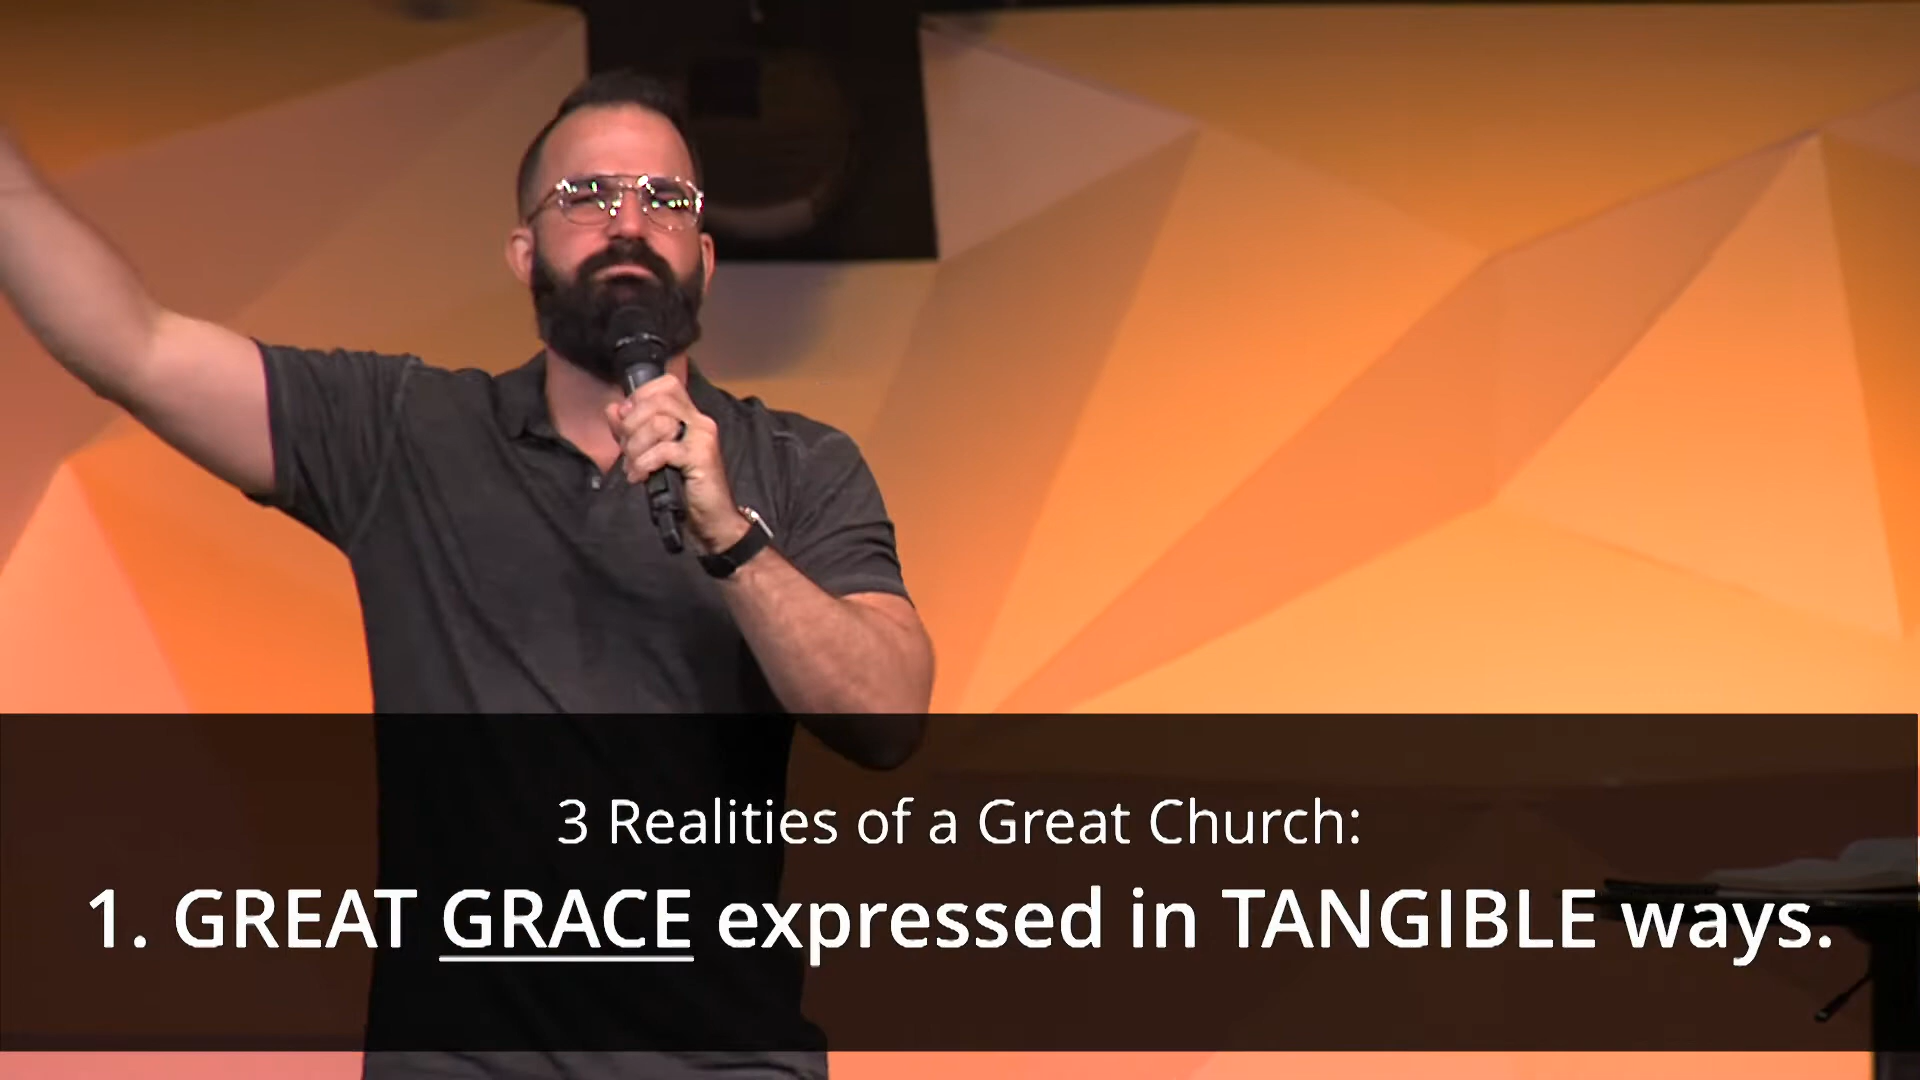 3 Realities of a Great Church:
1. GREAT GRACE expressed in TANGIBLE ways.